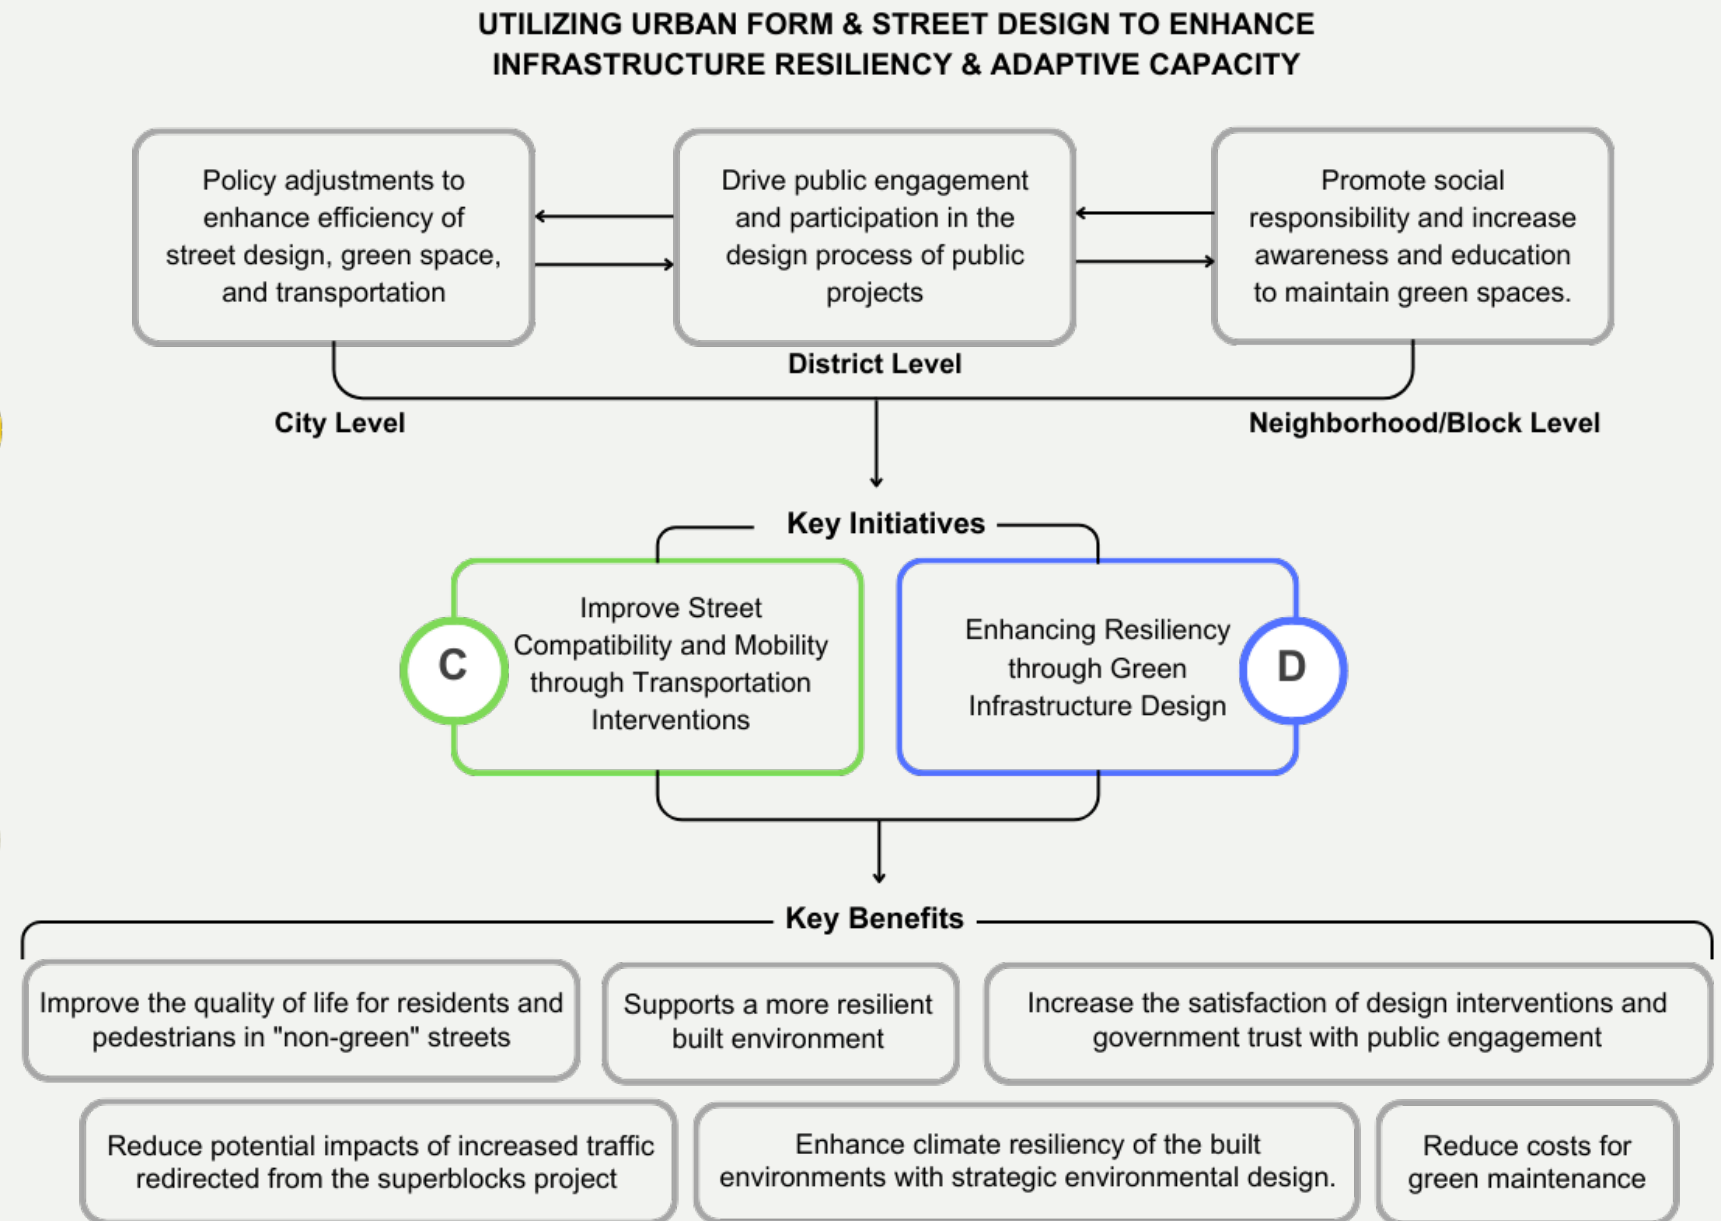 UTILIZING URBAN FORM & STREET DESIGN TO ENHANCE
INFRASTRUCTURE RESILIENCY & ADAPTIVE CAPACITY
Policy adjustments to
enhance efficiency of
street design, green space,
and transportation
Drive public engagement
and participation in the
design process of public
projects
Promote social
responsibility and increase
awareness and education
to maintain green spaces.
District Level
City Level
Neighborhood/Block Level
Key Initiatives
C
Improve Street
Compatibility and Mobility
through Transportation
Interventions
Enhancing Resiliency
through Green
Infrastructure Design
D
Key Benefits
Improve the quality of life for residents and
pedestrians in "non-green" streets
Supports a more resilient
built environment
Increase the satisfaction of design interventions and
government trust with public engagement
Reduce potential impacts of increased traffic
redirected from the superblocks project
Enhance climate resiliency of the built
environments with strategic environmental design.
Reduce costs for
green maintenance